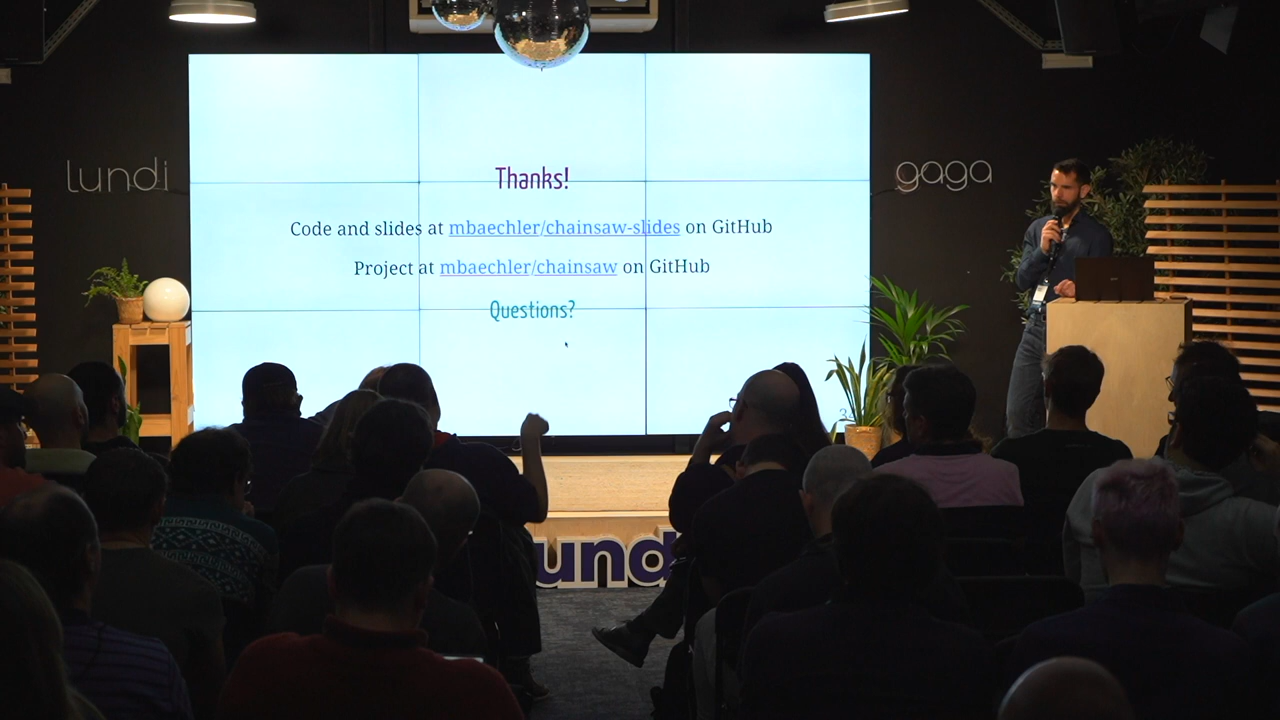 lundi
gaga
Thanks!
Code and slides at mbaechler/chainsaw-slides on GitHub
Project at mbaechler/chainsaw on GitHub
Questions?
lund